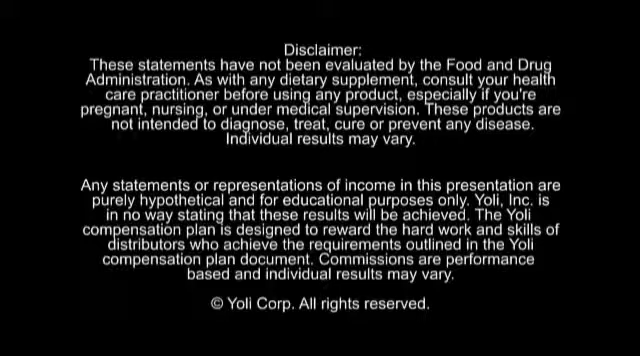 Disclaimer:
These statements have not been evaluated by the Food and Drug
Administration. As with any dietary supplement, consult your health
care practitioner before using any product, especially if you're
pregnant, nursing, or under medical supervision. These products are
not intended to diagnose, treat, cure or prevent any disease.
Individual results may vary.
Any statements or representations of income in this presentation are
purely hypothetical and for educational purposes only. Yoli, Inc. is
in no way stating that these results will be achieved. The Yoli
compensation plan is designed to reward the hard work and skills of
distributors who achieve the requirements outlined in the Yoli
compensation plan document. Commissions are performance
based and individual results may vary.
© Yoli Corp. All rights reserved.